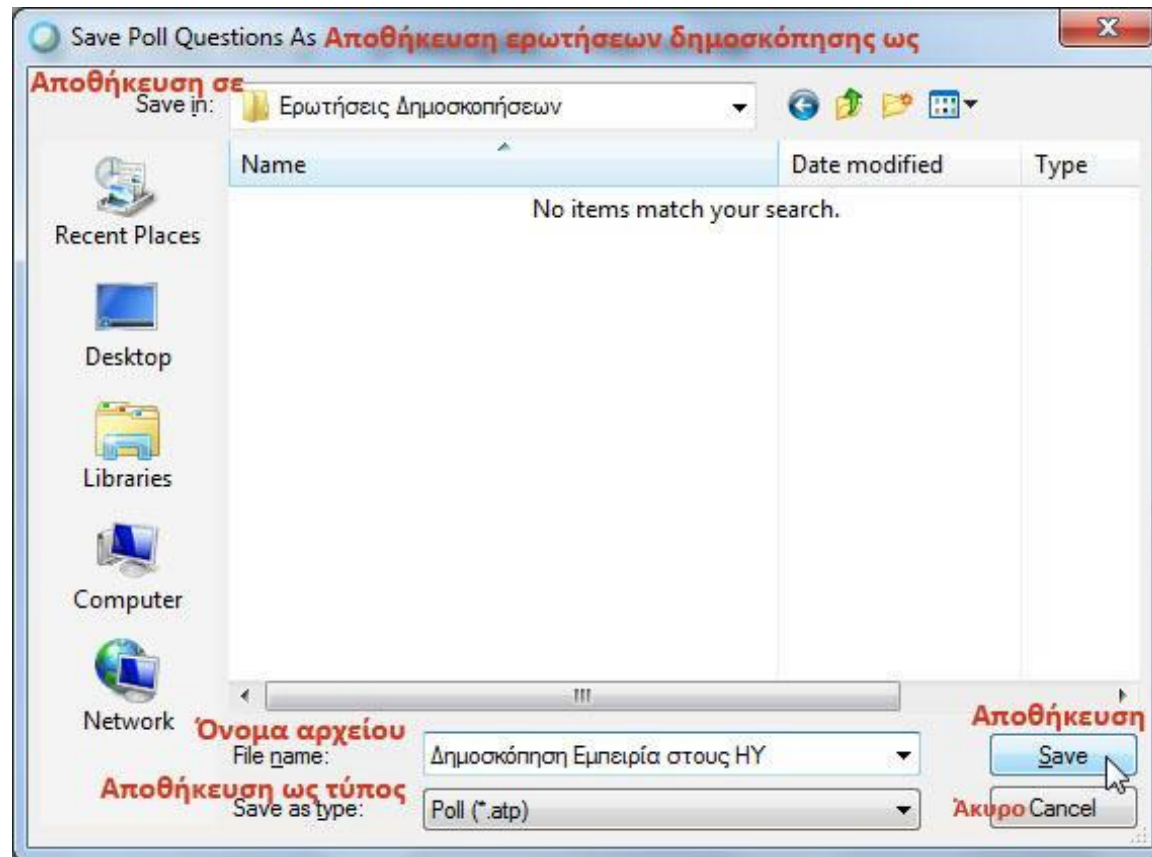 Save Poll Questions As Αποθήκευση ερωτήσεων δημοσκόπησης ως
Αποθήκευση σε
Save in: Ερωτήσεις Δημοσκοπήσεων
Name Date modified Type
No items match your search.
Recent Places
Desktop
Libraries
Computer
Network
Όνομα αρχείου
Αποθήκευση
File name: Δημοσκόπηση Εμπειρία στους ΗΥ Save
Αποθήκευση ως τύπος
Save as type: Poll (*.atp) Άκυρο Cancel